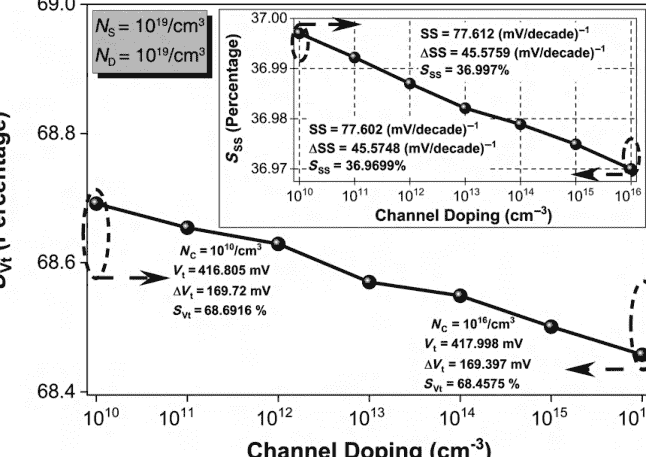 69.0
68.8
68.6
68.4
N_S = 10^19/cm^3
N_D = 10^19/cm^3
37.00
36.99
36.98
36.97
S_SS (Percentage)
SS = 77.612 (mV/decade)^−1
ΔSS = 45.5759 (mV/decade)^−1
S_SS = 36.997%
SS = 77.602 (mV/decade)^−1
ΔSS = 45.5748 (mV/decade)^−1
S_SS = 36.9699%
10^10 10^11 10^12 10^13 10^14 10^15 10^16
Channel Doping (cm^−3)
N_C = 10^10/cm^3
V_t = 416.805 mV
ΔV_t = 169.72 mV
S_Vt = 68.6916 %
N_C = 10^16/cm^3
V_t = 417.998 mV
ΔV_t = 169.397 mV
S_Vt = 68.4575 %
10^10 10^11 10^12 10^13 10^14 10^15
Channel Doping (cm^-3)